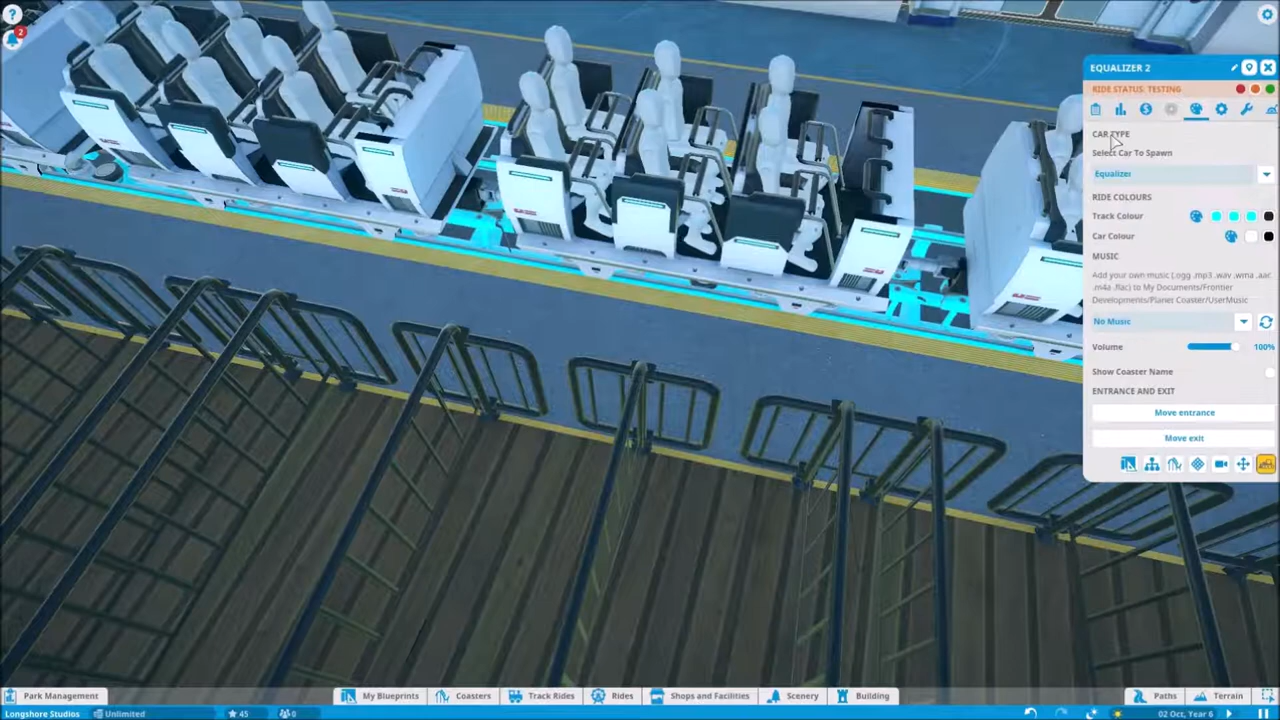 ?
2
EQUALIZER 2
RIDE STATUS: TESTING
CAR TYPE
Select Car To Spawn
Equalizer
RIDE COLOURS
Track Colour
Car Colour
MUSIC
Add your own music (.ogg .mp3 .wav .wma .aac
.m4a .flac) to My Documents/Frontier
Developments/Planet Coaster/UserMusic
No Music
Volume 100%
Show Coaster Name
ENTRANCE AND EXIT
Move entrance
Move exit
Park Management My Blueprints Coasters Track Rides Rides Shops and Facilities Scenery Building Paths Terrain
Longshore Studios Unlimited 45 0 02 Oct, Year 6